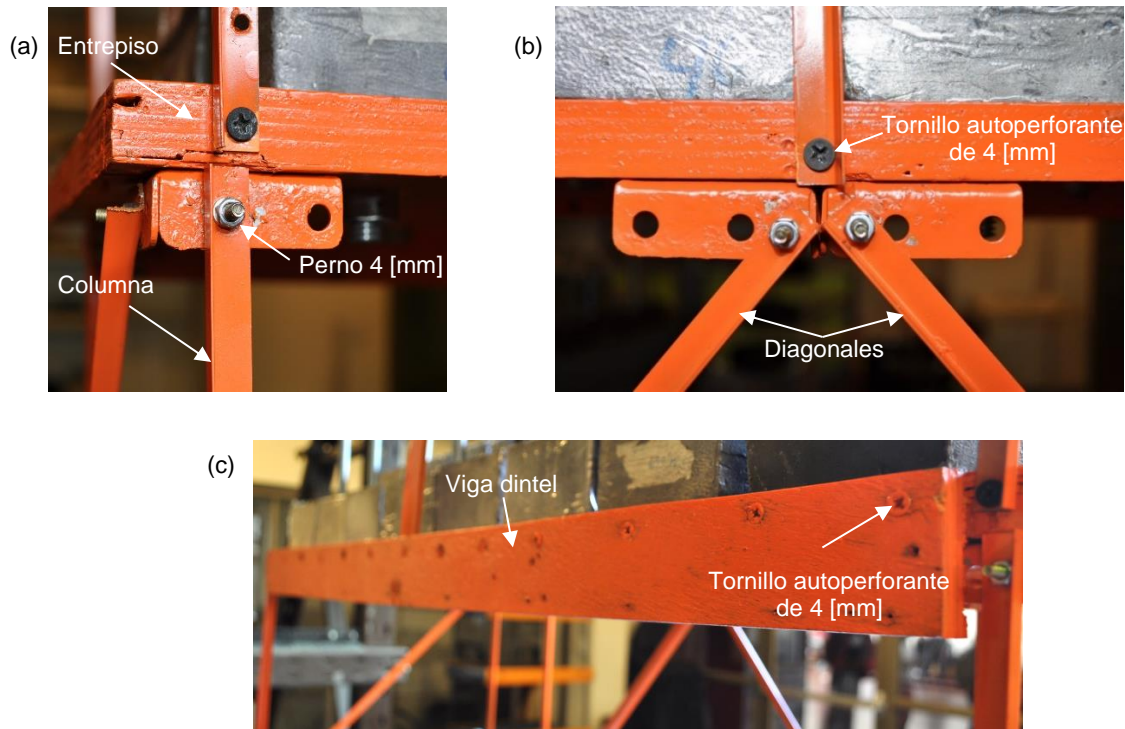 (a)
Entrepiso
Perno 4 [mm]
Columna
(b)
Tornillo autoperforante
de 4 [mm]
Diagonales
(c)
Viga dintel
Tornillo autoperforante
de 4 [mm]